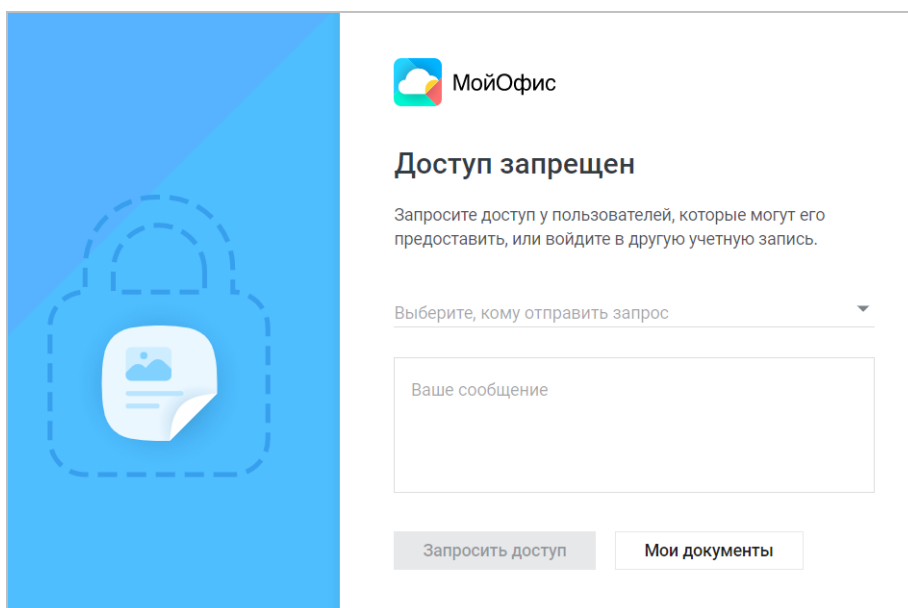 МойОфис
Доступ запрещен
Запросите доступ у пользователей, которые могут его
предоставить, или войдите в другую учетную запись.
Выберите, кому отправить запрос
Ваше сообщение
Запросить доступ
Мои документы